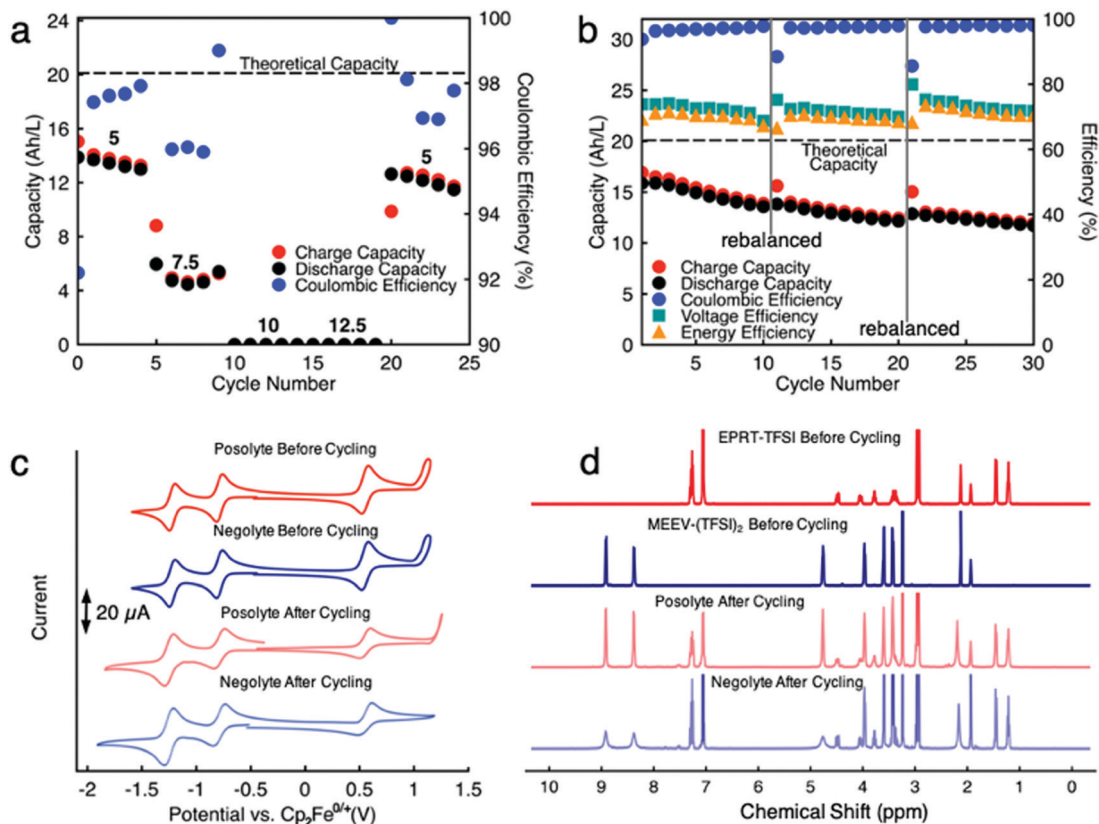 a
24
20
16
12
8
4
0
Capacity (Ah/L)
Theoretical Capacity
5
7.5
10
12.5
5
Charge Capacity
Discharge Capacity
Coulombic Efficiency
100
98
96
94
92
90
Coulombic Efficiency (%)
0
5
10
15
20
25
Cycle Number
b
30
25
20
15
10
5
0
Capacity (Ah/L)
Theoretical
Capacity
rebalanced
rebalanced
Charge Capacity
Discharge Capacity
Coulombic Efficiency
Voltage Efficiency
Energy Efficiency
100
80
60
40
20
0
Efficiency (%)
5
10
15
20
25
30
Cycle Number
c
Current
20 µA
Posolyte Before Cycling
Negolyte Before Cycling
Posolyte After Cycling
Negolyte After Cycling
-2
-1.5
-1
-0.5
0
0.5
1
1.5
Potential vs. Cp₂Fe⁰/⁺(V)
d
EPRT-TFSI Before Cycling
MEEV-(TFSI)₂ Before Cycling
Posolyte After Cycling
Negolyte After Cycling
10
9
8
7
6
5
4
3
2
1
0
Chemical Shift (ppm)